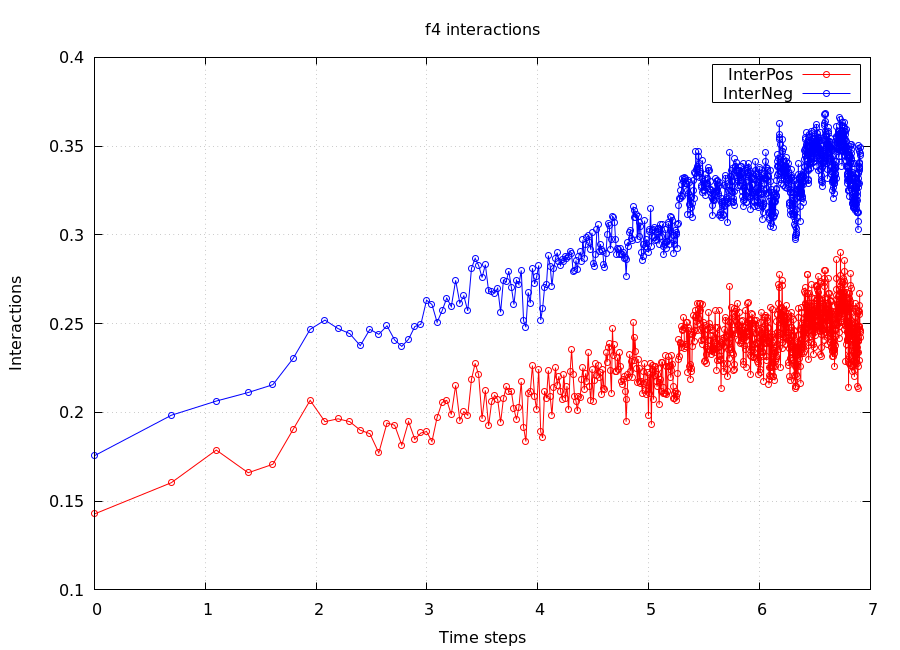 f4 interactions
InterPos
InterNeg
Interactions
0.4
0.35
0.3
0.25
0.2
0.15
0.1
0 1 2 3 4 5 6 7
Time steps